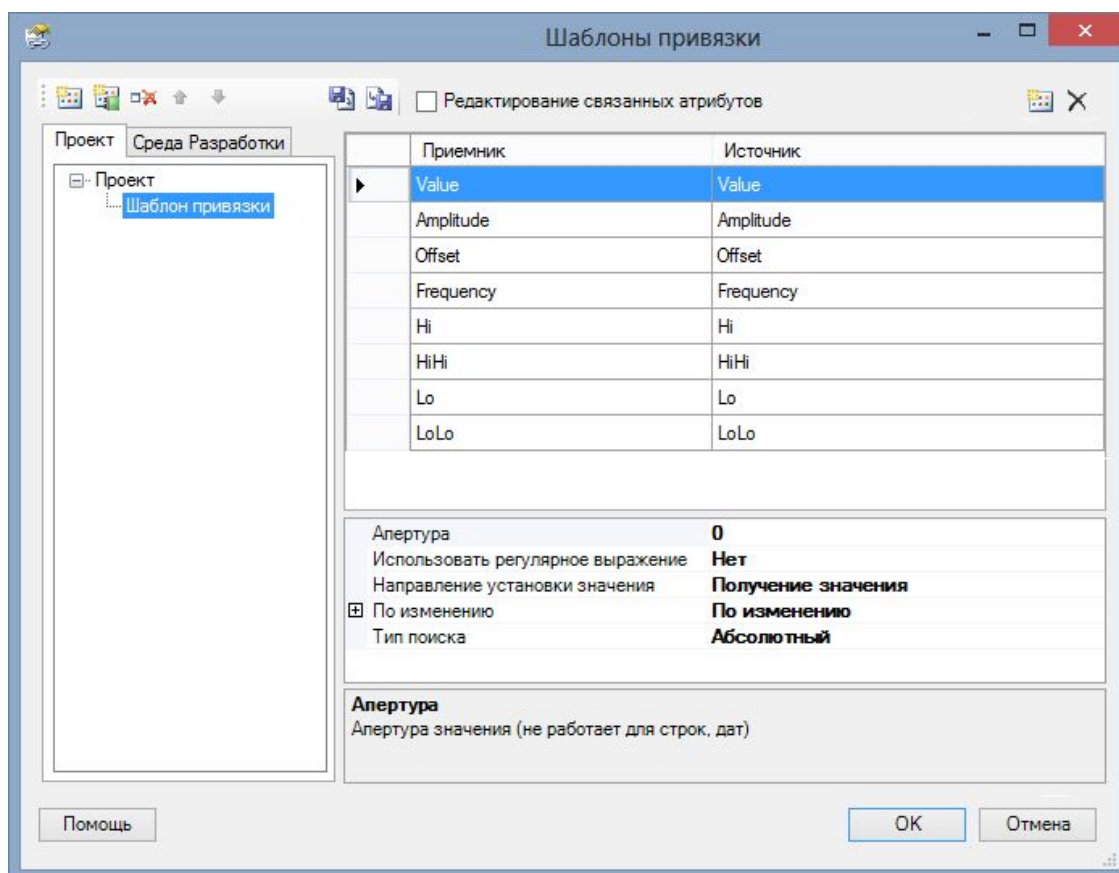 Шаблоны привязки
Редактирование связанных атрибутов
Проект
Среда Разработки
Проект
Шаблон привязки
Приемник Источник
Value Value
Amplitude Amplitude
Offset Offset
Frequency Frequency
Hi Hi
HiHi HiHi
Lo Lo
LoLo LoLo
Апертура 0
Использовать регулярное выражение Нет
Направление установки значения Получение значения
По изменению По изменению
Тип поиска Абсолютный
Апертура
Апертура значения (не работает для строк, дат)
Помощь OK Отмена